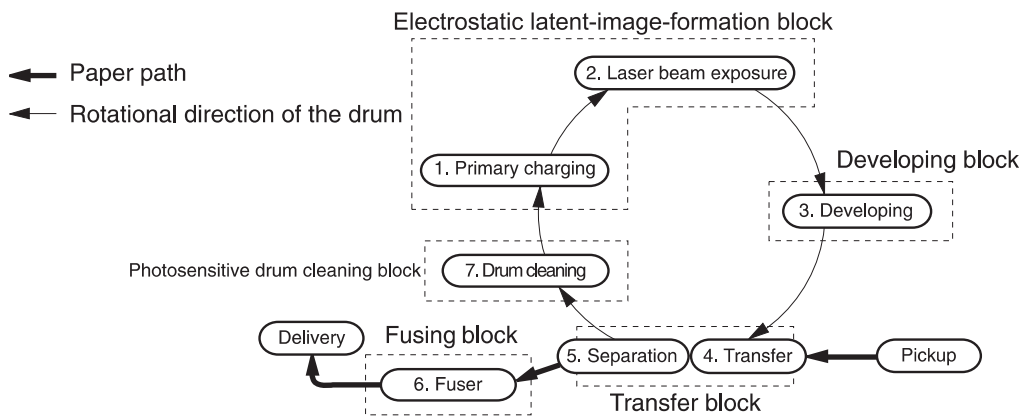 Electrostatic latent-image-formation block
Paper path
Rotational direction of the drum
2. Laser beam exposure
1. Primary charging
Developing block
3. Developing
Photosensitive drum cleaning block
7. Drum cleaning
Delivery
Fusing block
5. Separation
4. Transfer
Pickup
6. Fuser
Transfer block